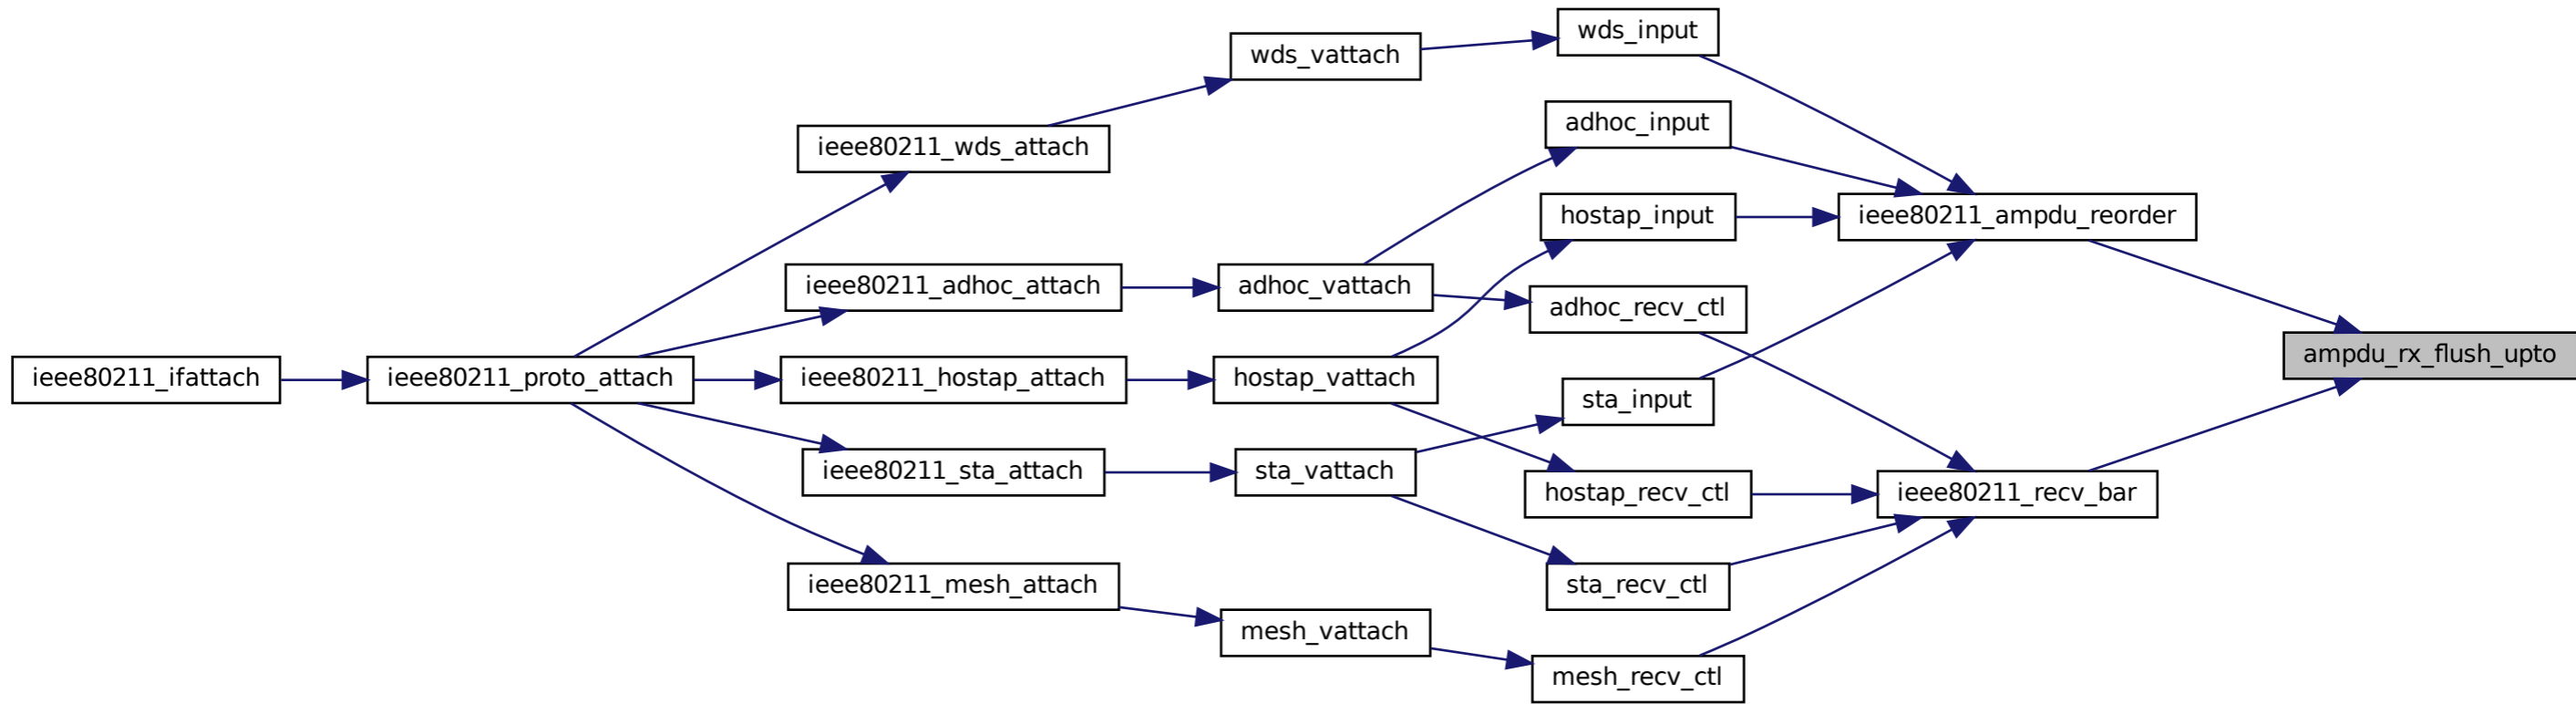 ieee80211_ifattach
ieee80211_proto_attach
ieee80211_wds_attach
ieee80211_adhoc_attach
ieee80211_hostap_attach
ieee80211_sta_attach
ieee80211_mesh_attach
wds_vattach
adhoc_vattach
hostap_vattach
sta_vattach
mesh_vattach
wds_input
adhoc_input
hostap_input
adhoc_recv_ctl
sta_input
hostap_recv_ctl
sta_recv_ctl
mesh_recv_ctl
ieee80211_ampdu_reorder
ieee80211_recv_bar
ampdu_rx_flush_upto